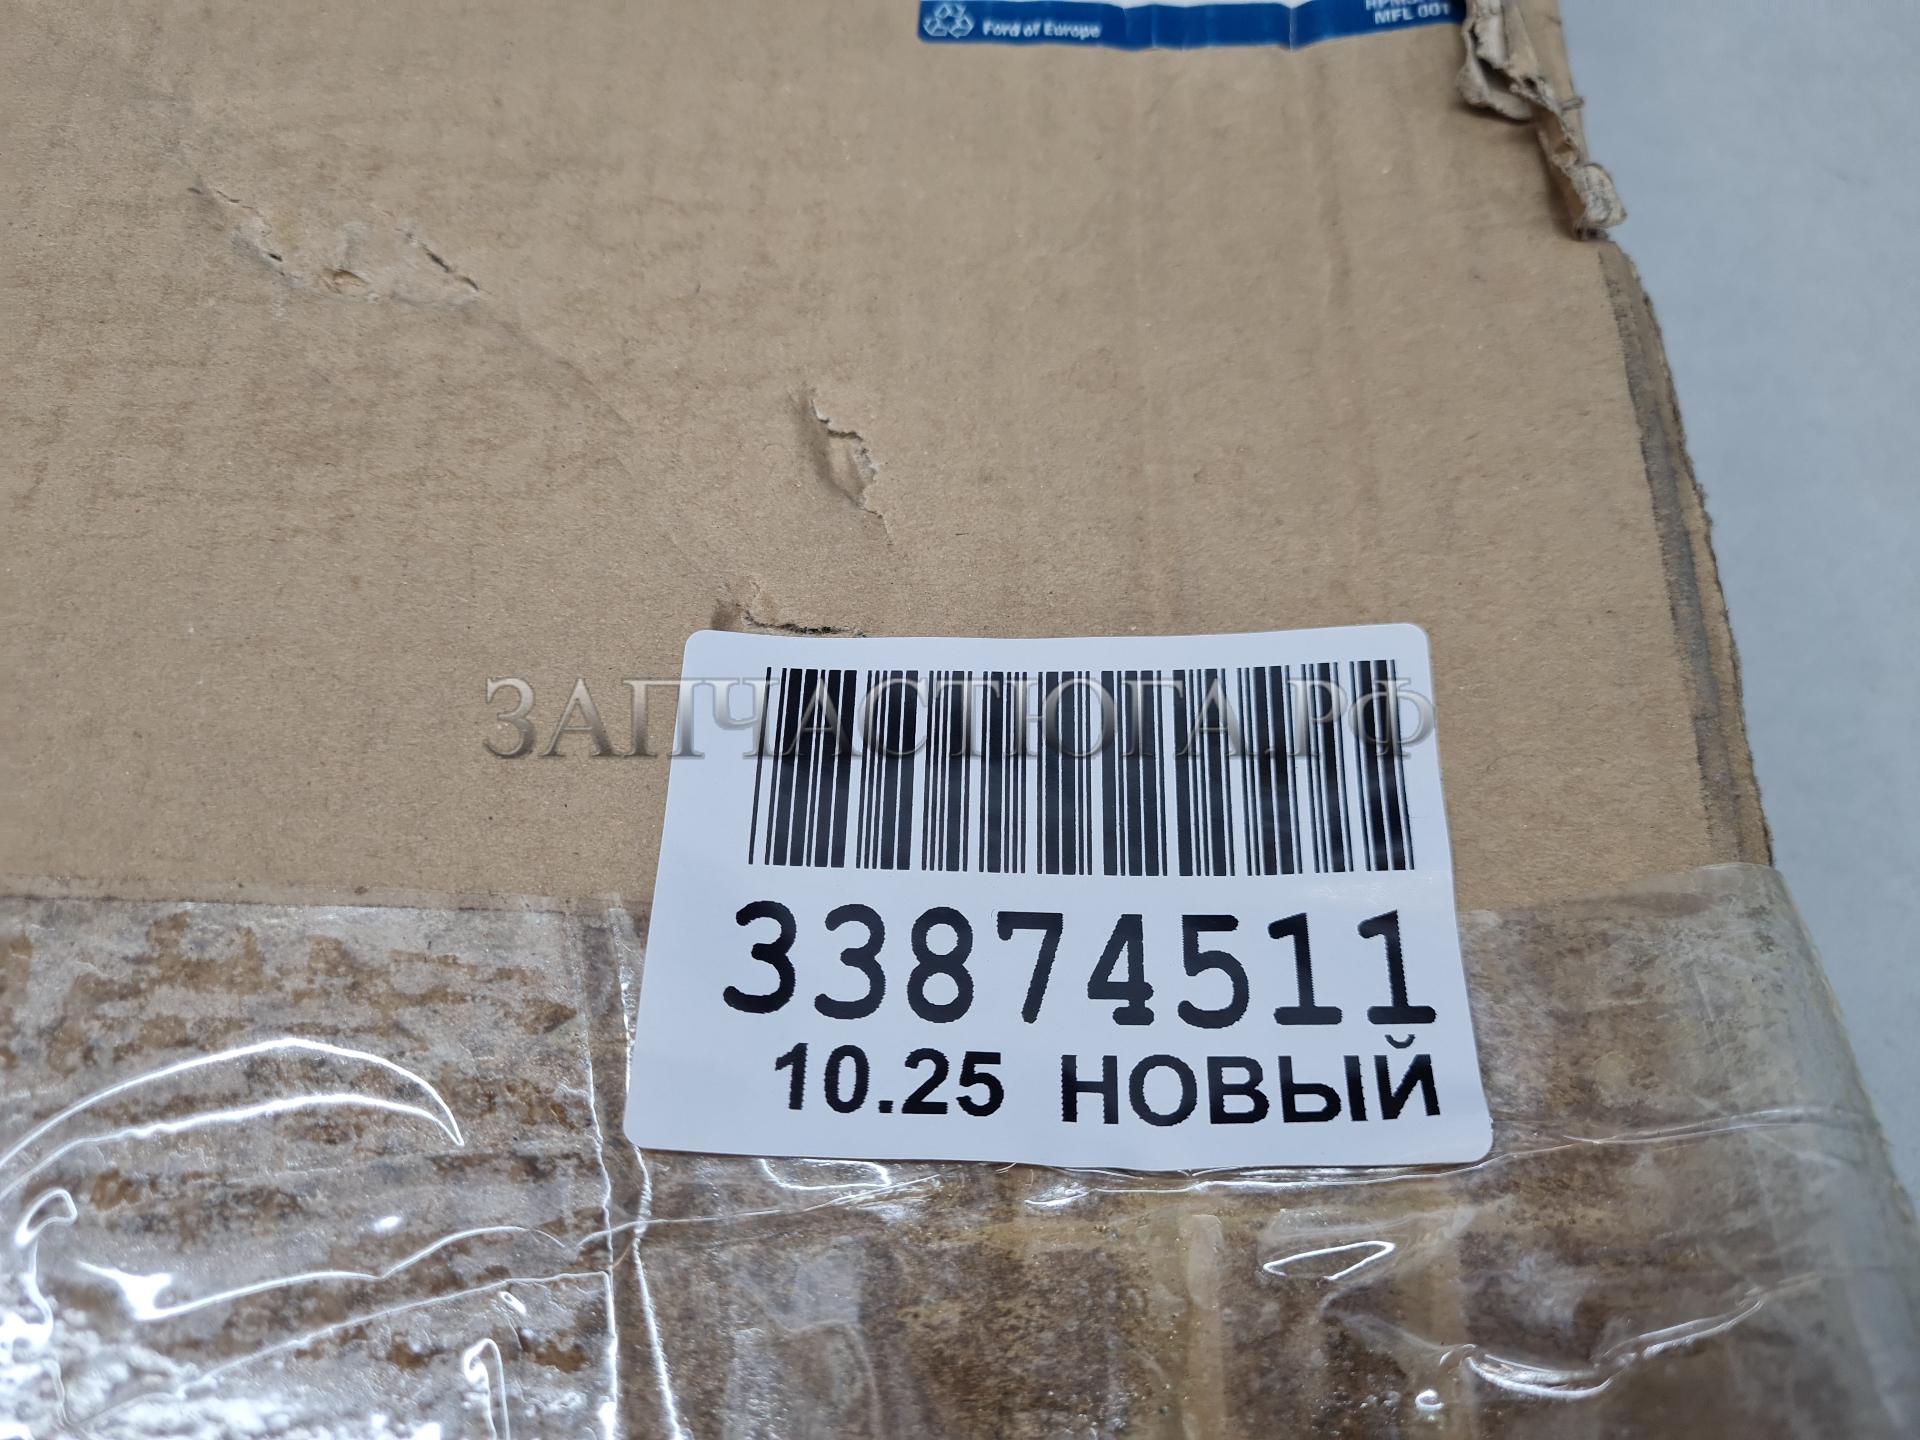 Ford of Europe
MFL 001
ЗАПЧАСТЮГА.РФ
33874511
10.25 НОВЫЙ